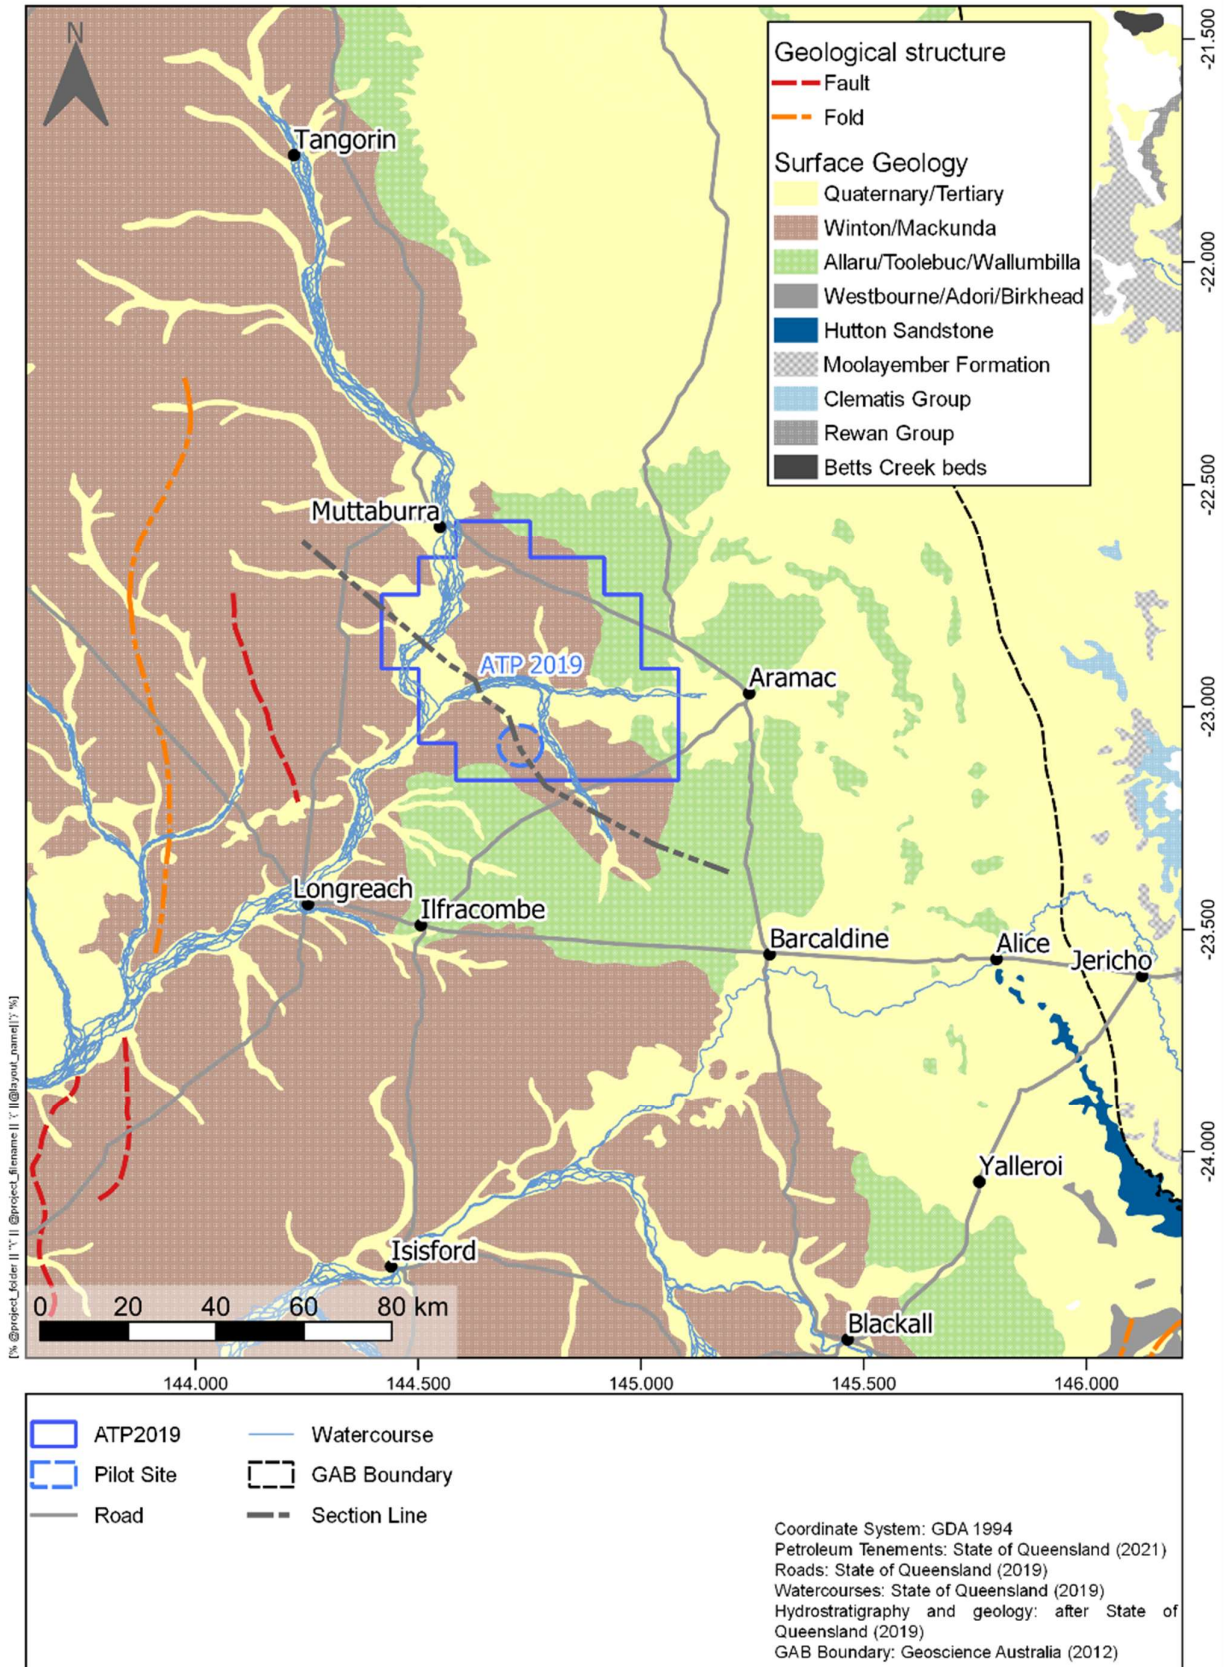 N
Geological structure
Fault
Fold
Surface Geology
Quaternary/Tertiary
Winton/Mackunda
Allaru/Toolebuc/Wallumbilla
Westbourne/Adori/Birkhead
Hutton Sandstone
Moolayember Formation
Clematis Group
Rewan Group
Betts Creek beds
-21.500
-22.000
-22.500
-23.000
-23.500
-24.000
Tangorin
Muttaburra
ATP 2019
Aramac
Longreach
Ilfracombe
Barcaldine
Alice
Jericho
Yalleroi
Isisford
Blackall
0 20 40 60 80 km
144.000 144.500 145.000 145.500 146.000
ATP2019
Pilot Site
Road
Watercourse
GAB Boundary
Section Line
Coordinate System: GDA 1994
Petroleum Tenements: State of Queensland (2021)
Roads: State of Queensland (2019)
Watercourses: State of Queensland (2019)
Hydrostratigraphy and geology: after State of
Queensland (2019)
GAB Boundary: Geoscience Australia (2012)